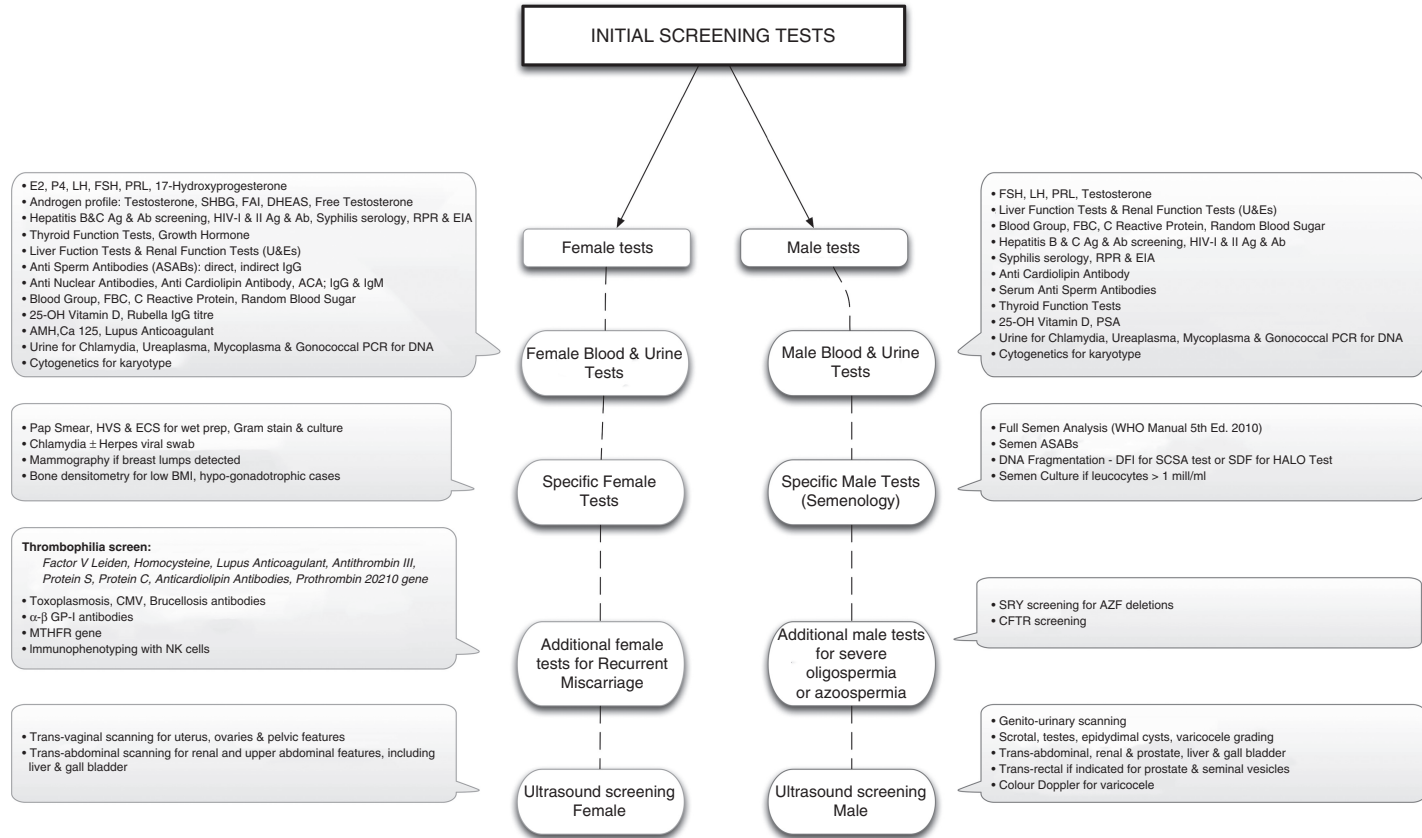 INITIAL SCREENING TESTS
Female tests
Male tests
• E2, P4, LH, FSH, PRL, 17-Hydroxyprogesterone
• Androgen profile: Testosterone, SHBG, FAI, DHEAS, Free Testosterone
• Hepatitis B&C Ag & Ab screening, HIV-I & II Ag & Ab, Syphilis serology, RPR & EIA
• Thyroid Function Tests, Growth Hormone
• Liver Fuction Tests & Renal Function Tests (U&Es)
• Anti Sperm Antibodies (ASABs): direct, indirect IgG
• Anti Nuclear Antibodies, Anti Cardiolipin Antibody, ACA; IgG & IgM
• Blood Group, FBC, C Reactive Protein, Random Blood Sugar
• 25-OH Vitamin D, Rubella IgG titre
• AMH,Ca 125, Lupus Anticoagulant
• Urine for Chlamydia, Ureaplasma, Mycoplasma & Gonococcal PCR for DNA
• Cytogenetics for karyotype
Female Blood & Urine
Tests
Male Blood & Urine
Tests
• FSH, LH, PRL, Testosterone
• Liver Function Tests & Renal Function Tests (U&Es)
• Blood Group, FBC, C Reactive Protein, Random Blood Sugar
• Hepatitis B & C Ag & Ab screening, HIV-I & II Ag & Ab
• Syphilis serology, RPR & EIA
• Anti Cardiolipin Antibody
• Serum Anti Sperm Antibodies
• Thyroid Function Tests
• 25-OH Vitamin D, PSA
• Urine for Chlamydia, Ureaplasma, Mycoplasma & Gonococcal PCR for DNA
• Cytogenetics for karyotype
• Pap Smear, HVS & ECS for wet prep, Gram stain & culture
• Chlamydia ± Herpes viral swab
• Mammography if breast lumps detected
• Bone densitometry for low BMI, hypo-gonadotrophic cases
Specific Female
Tests
Specific Male Tests
(Semenology)
• Full Semen Analysis (WHO Manual 5th Ed. 2010)
• Semen ASABs
• DNA Fragmentation - DFI for SCSA test or SDF for HALO Test
• Semen Culture if leucocytes > 1 mill/ml
Thrombophilia screen:
Factor V Leiden, Homocysteine, Lupus Anticoagulant, Antithrombin III,
Protein S, Protein C, Anticardiolipin Antibodies, Prothrombin 20210 gene
• Toxoplasmosis, CMV, Brucellosis antibodies
• α-β GP-I antibodies
• MTHFR gene
• Immunophenotyping with NK cells
Additional female
tests for Recurrent
Miscarriage
Additional male tests
for severe
oligospermia
or azoospermia
• SRY screening for AZF deletions
• CFTR screening
• Trans-vaginal scanning for uterus, ovaries & pelvic features
• Trans-abdominal scanning for renal and upper abdominal features, including
liver & gall bladder
Ultrasound screening
Female
Ultrasound screening
Male
• Genito-urinary scanning
• Scrotal, testes, epidydimal cysts, varicocele grading
• Trans-abdominal, renal & prostate, liver & gall bladder
• Trans-rectal if indicated for prostate & seminal vesicles
• Colour Doppler for varicocele